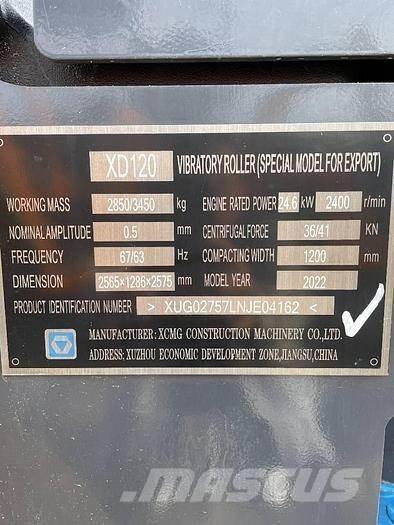 XD120 VIBRATORY ROLLER (SPECIAL MODEL FOR EXPORT)
WORKING MASS 2850/3450 kg ENGINE RATED POWER 24.6 kW 2400 r/min
NOMINAL AMPLITUDE 0.5 mm CENTRIFUGAL FORCE 36/41 KN
FREQUENCY 67/63 Hz COMPACTING WIDTH 1200 mm
DIMENSION 2565×1286×2575 mm MODEL YEAR 2022
PRODUCT IDENTIFICATION NUMBER > XUG02757LNJE04162 <
MANUFACTURER: XCMG CONSTRUCTION MACHINERY CO.,LTD.
ADDRESS: XUZHOU ECONOMIC DEVELOPMENT ZONE,JIANGSU,CHINA
MASCUS